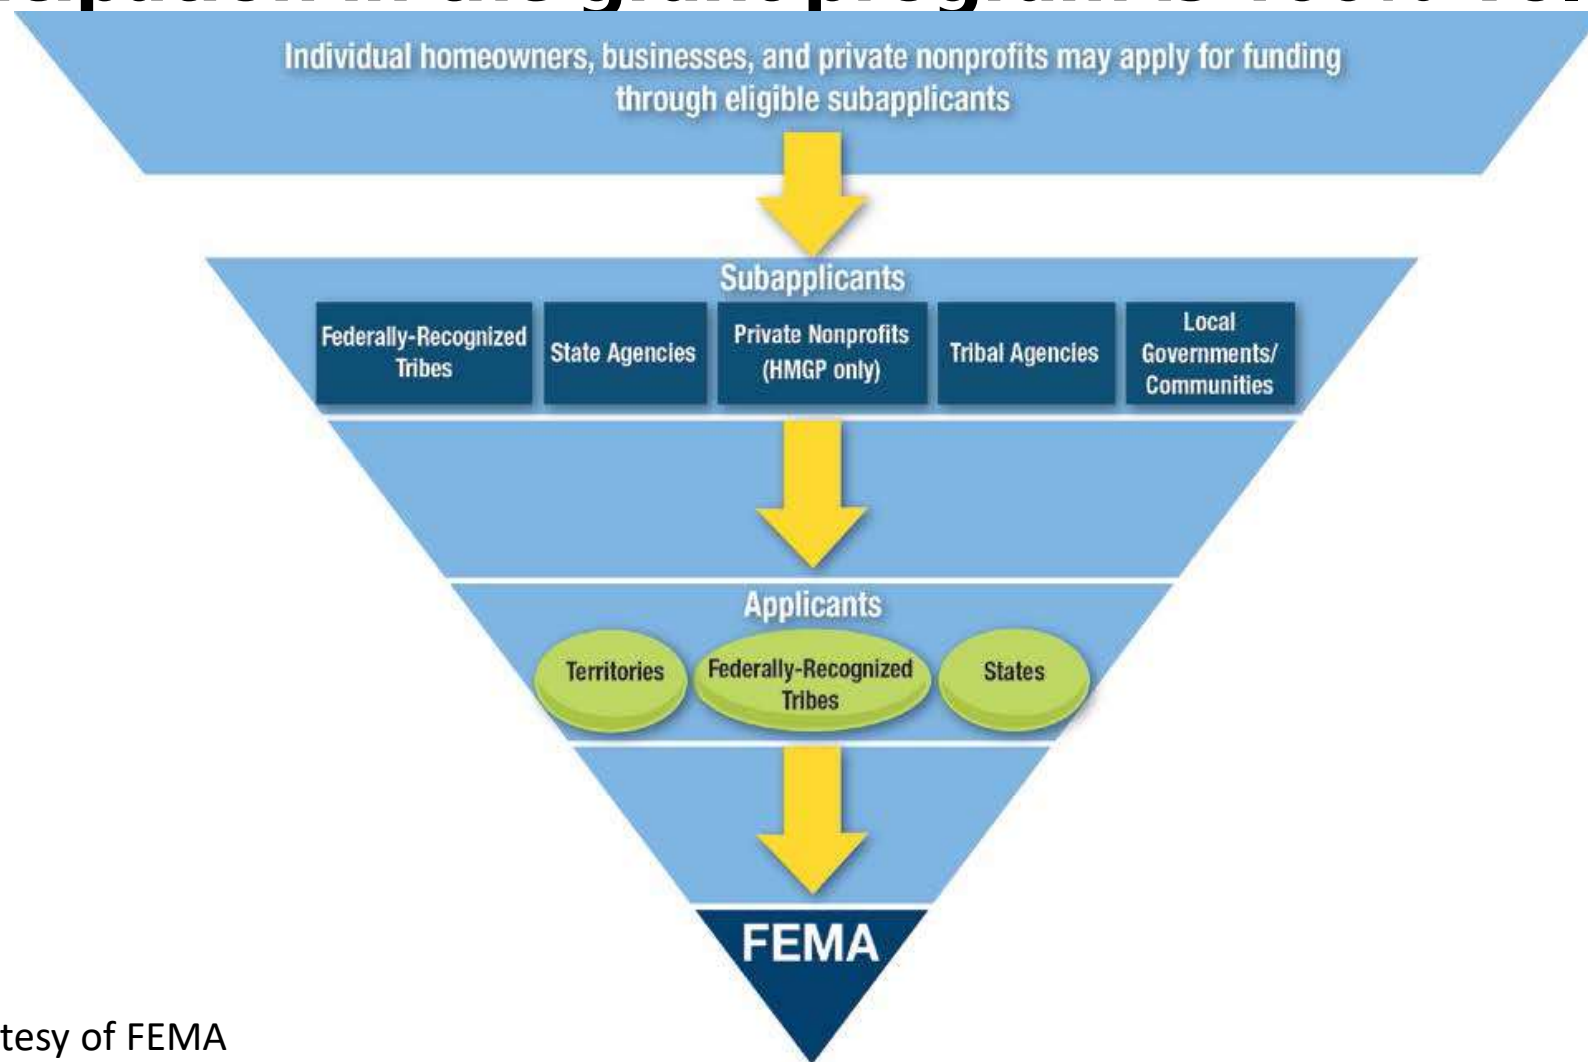 Individual homeowners, businesses, and private nonprofits may apply for funding
through eligible subapplicants
Subapplicants
Federally-Recognized
Tribes
State Agencies
Private Nonprofits
(HMGP only)
Tribal Agencies
Local
Governments/
Communities
Applicants
Territories
Federally-Recognized
Tribes
States
FEMA
of FEMA